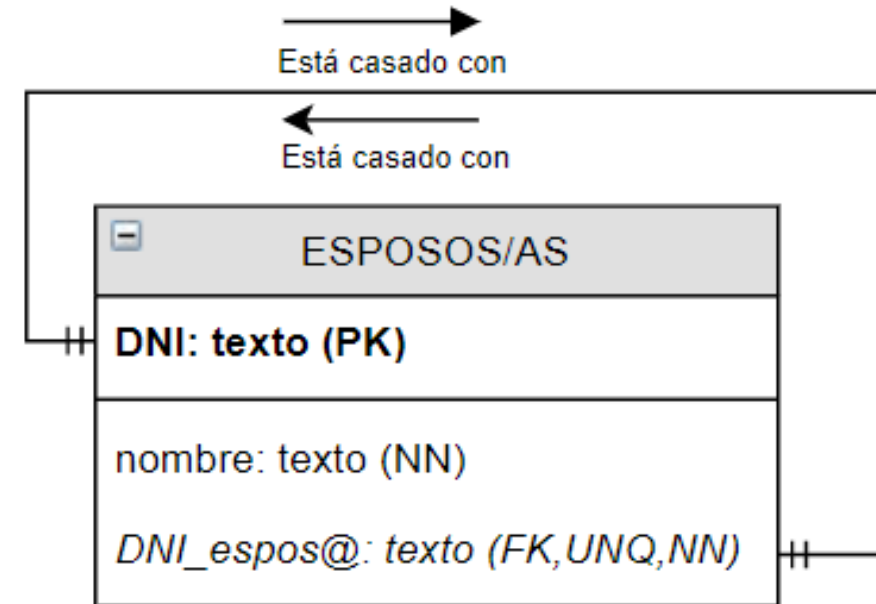 Está casado con
Está casado con
ESPOSOS/AS
DNI: texto (PK)
nombre: texto (NN)
DNI_espos@: texto (FK,UNQ,NN)